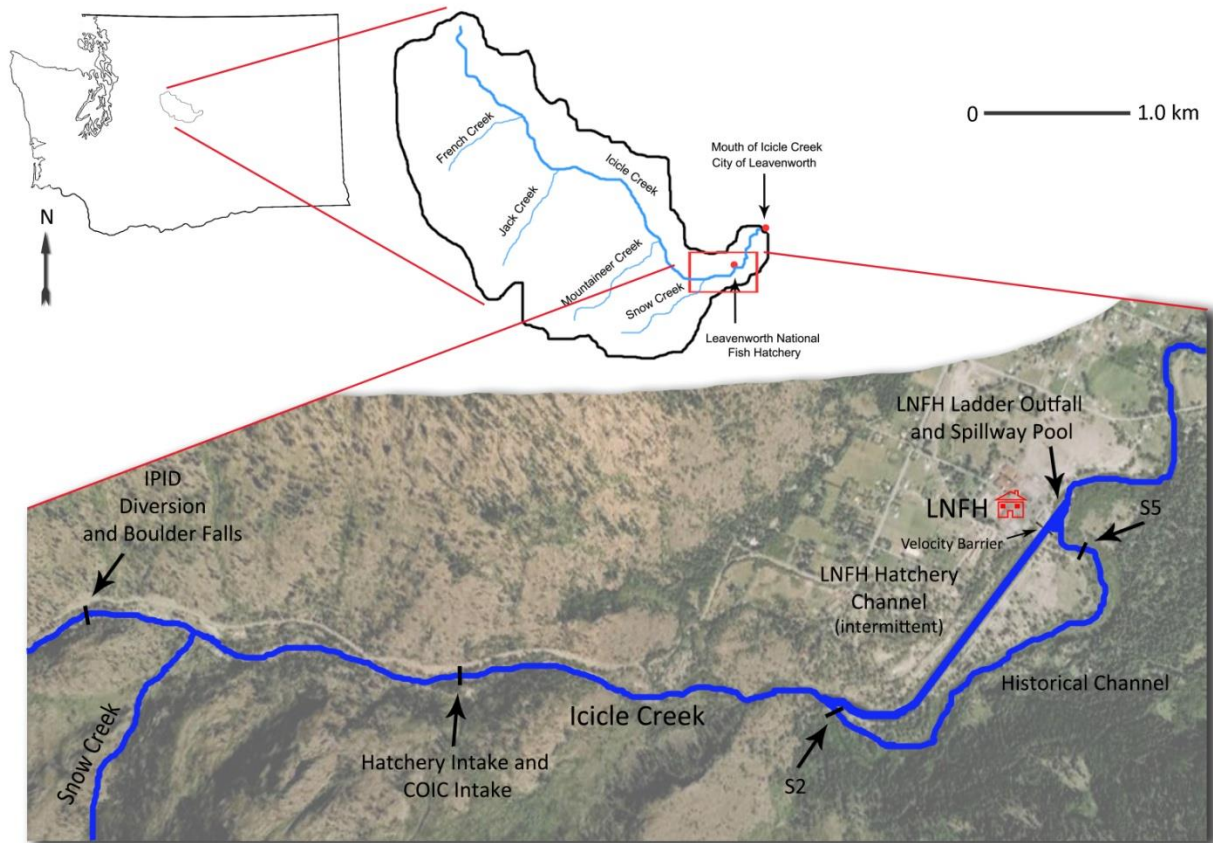 N
French Creek
Jack Creek
Icicle Creek
Mountaineer Creek
Snow Creek
Mouth of Icicle Creek
City of Leavenworth
Leavenworth National
Fish Hatchery
0 1.0 km
IPID
Diversion
and Boulder Falls
LNFH Ladder Outfall
and Spillway Pool
LNFH
S5
Velocity Barrier
LNFH Hatchery
Channel
(intermittent)
Historical Channel
Icicle Creek
Snow Creek
Hatchery Intake and
COIC Intake
S2